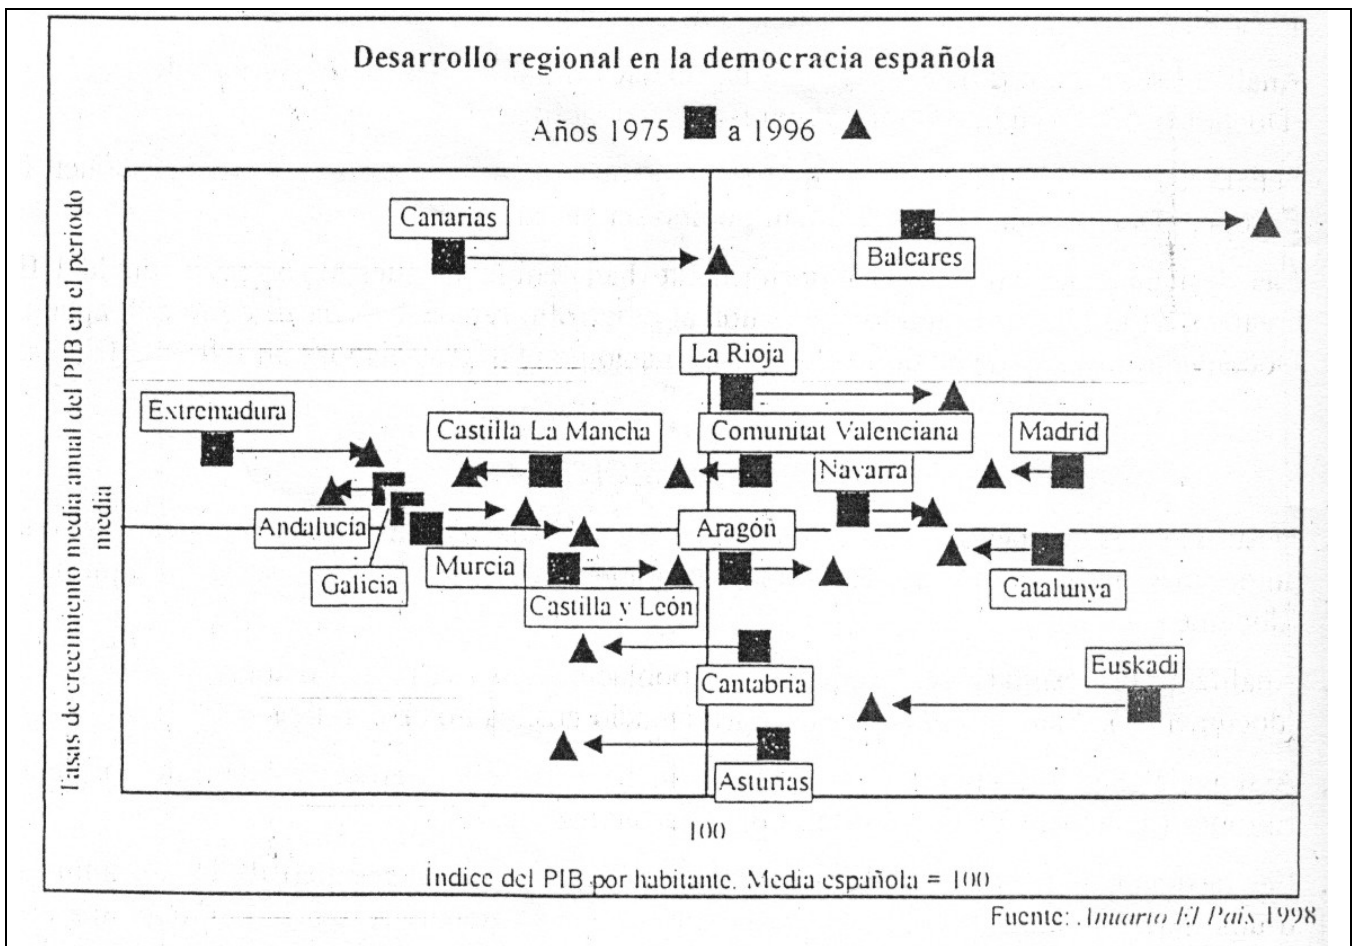 Desarrollo regional en la democracia española
Años 1975 a 1996
Tasas de crecimiento media anual del PIB en el periodo
media
Canarias
Baleares
La Rioja
Extremadura
Castilla La Mancha
Comunitat Valenciana
Madrid
Navarra
Andalucía
Aragón
Galicia
Murcia
Catalunya
Castilla y León
Euskadi
Cantabria
Asturias
100
Índice del PIB por habitante. Media española = 100
Fuente: Anuario El País 1998